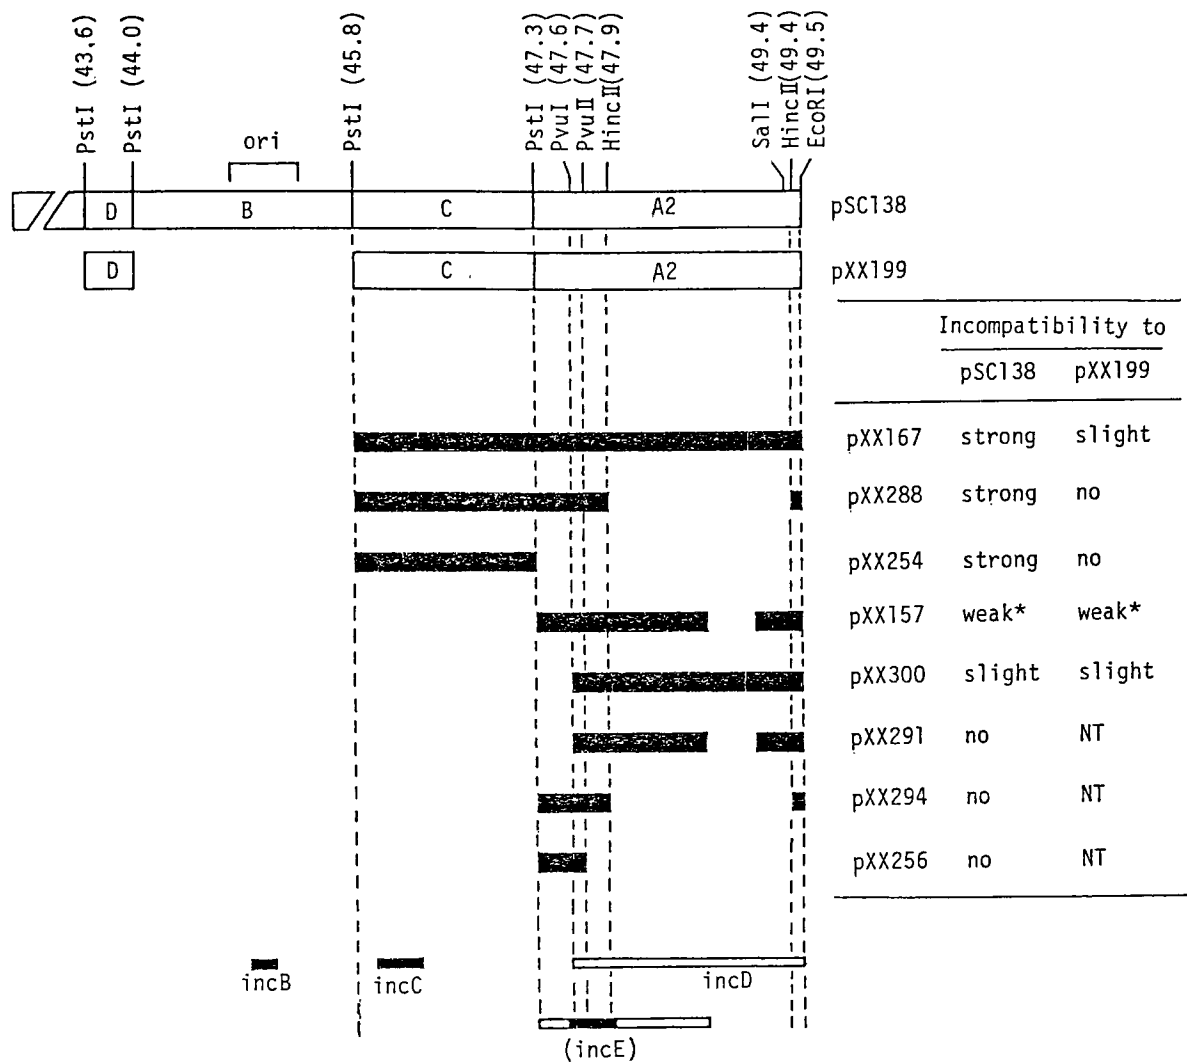 PstI (43.6)
PstI (44.0)
PstI (45.8)
PstI (47.3)
PvuI (47.6)
PvuII (47.7)
HincII(47.9)
SalI (49.4)
HincII(49.4)
EcoRI(49.5)
ori
D B C A2 pSC138
D C A2 pXX199
Incompatibility to
pSC138 pXX199
pXX167 strong slight
pXX288 strong no
pXX254 strong no
pXX157 weak* weak*
pXX300 slight slight
pXX291 no NT
pXX294 no NT
pXX256 no NT
incB incC incD
(incE)